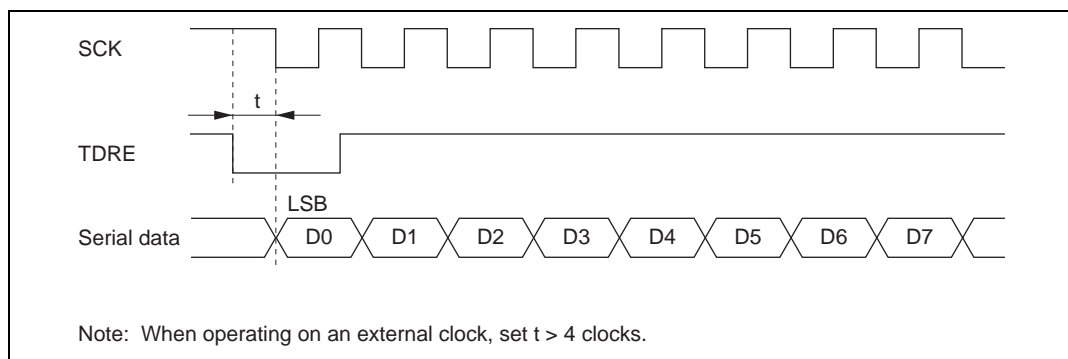 SCK
t
TDRE
LSB
Serial data D0 D1 D2 D3 D4 D5 D6 D7
Note: When operating on an external clock, set t > 4 clocks.